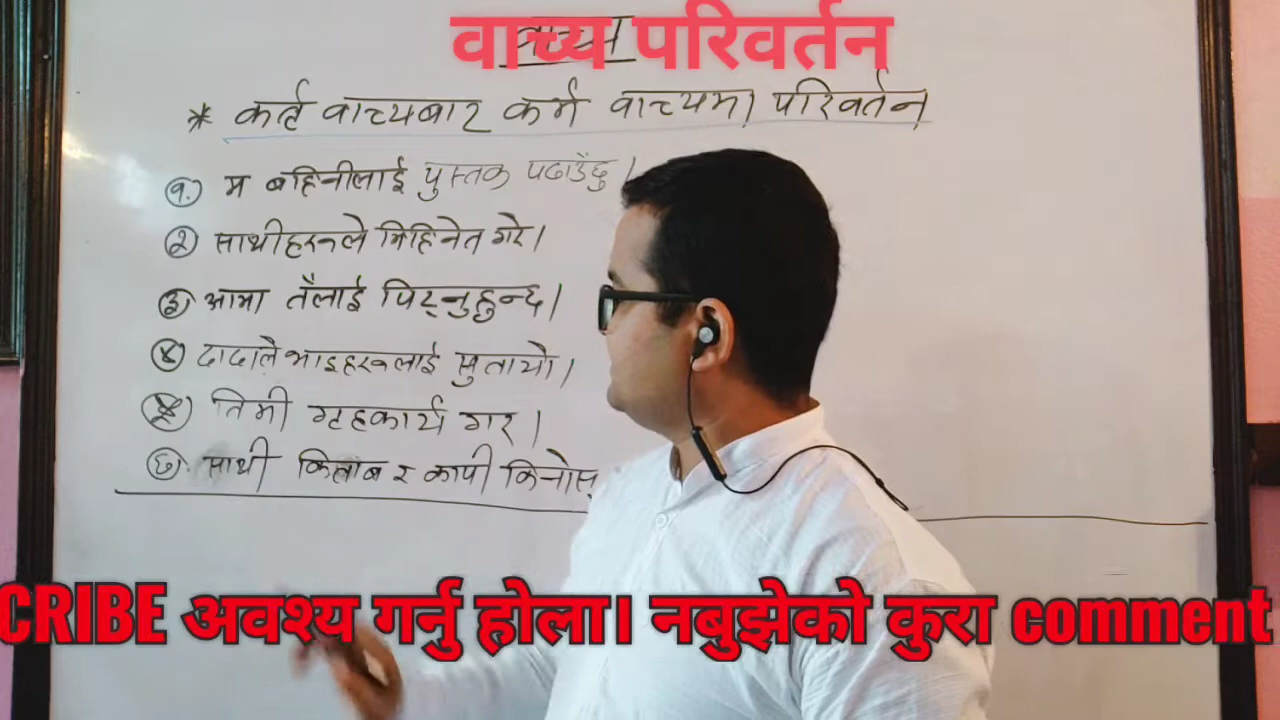 वाच्य परिवर्तन
वाच्य
* कर्तृ वाच्यबाट कर्म वाच्यमा परिवर्तन
१. म बहिनीलाई पुस्तक पढाउँछु ।
२ साथीहरूले मिहिनेत गरे।
३. आमा तँलाई पिट्नुहुन्छ।
४ दादाले भाइहरूलाई सुतायो।
५ तिमी गृहकार्य गर।
६. साथी किताब र कापी किनोस्
CRIBE अवश्य गर्नु होला। नबुझेको कुरा comment